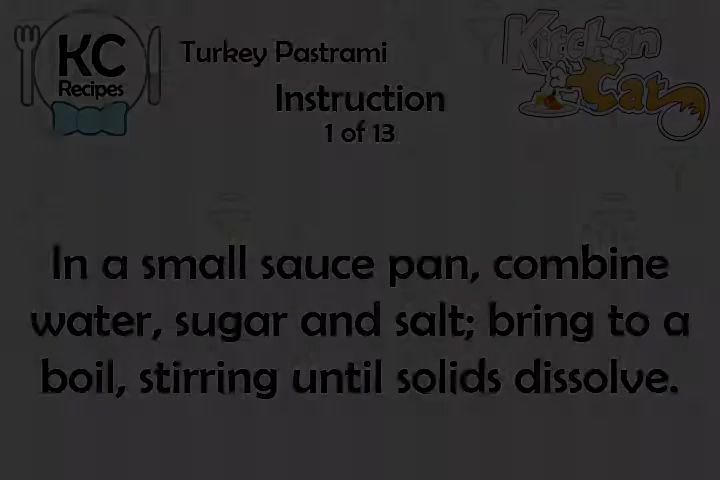 KC
Recipes
Turkey Pastrami
Kitchen
Cat
Instruction
1 of 13
In a small sauce pan, combine
water, sugar and salt; bring to a
boil, stirring until solids dissolve.